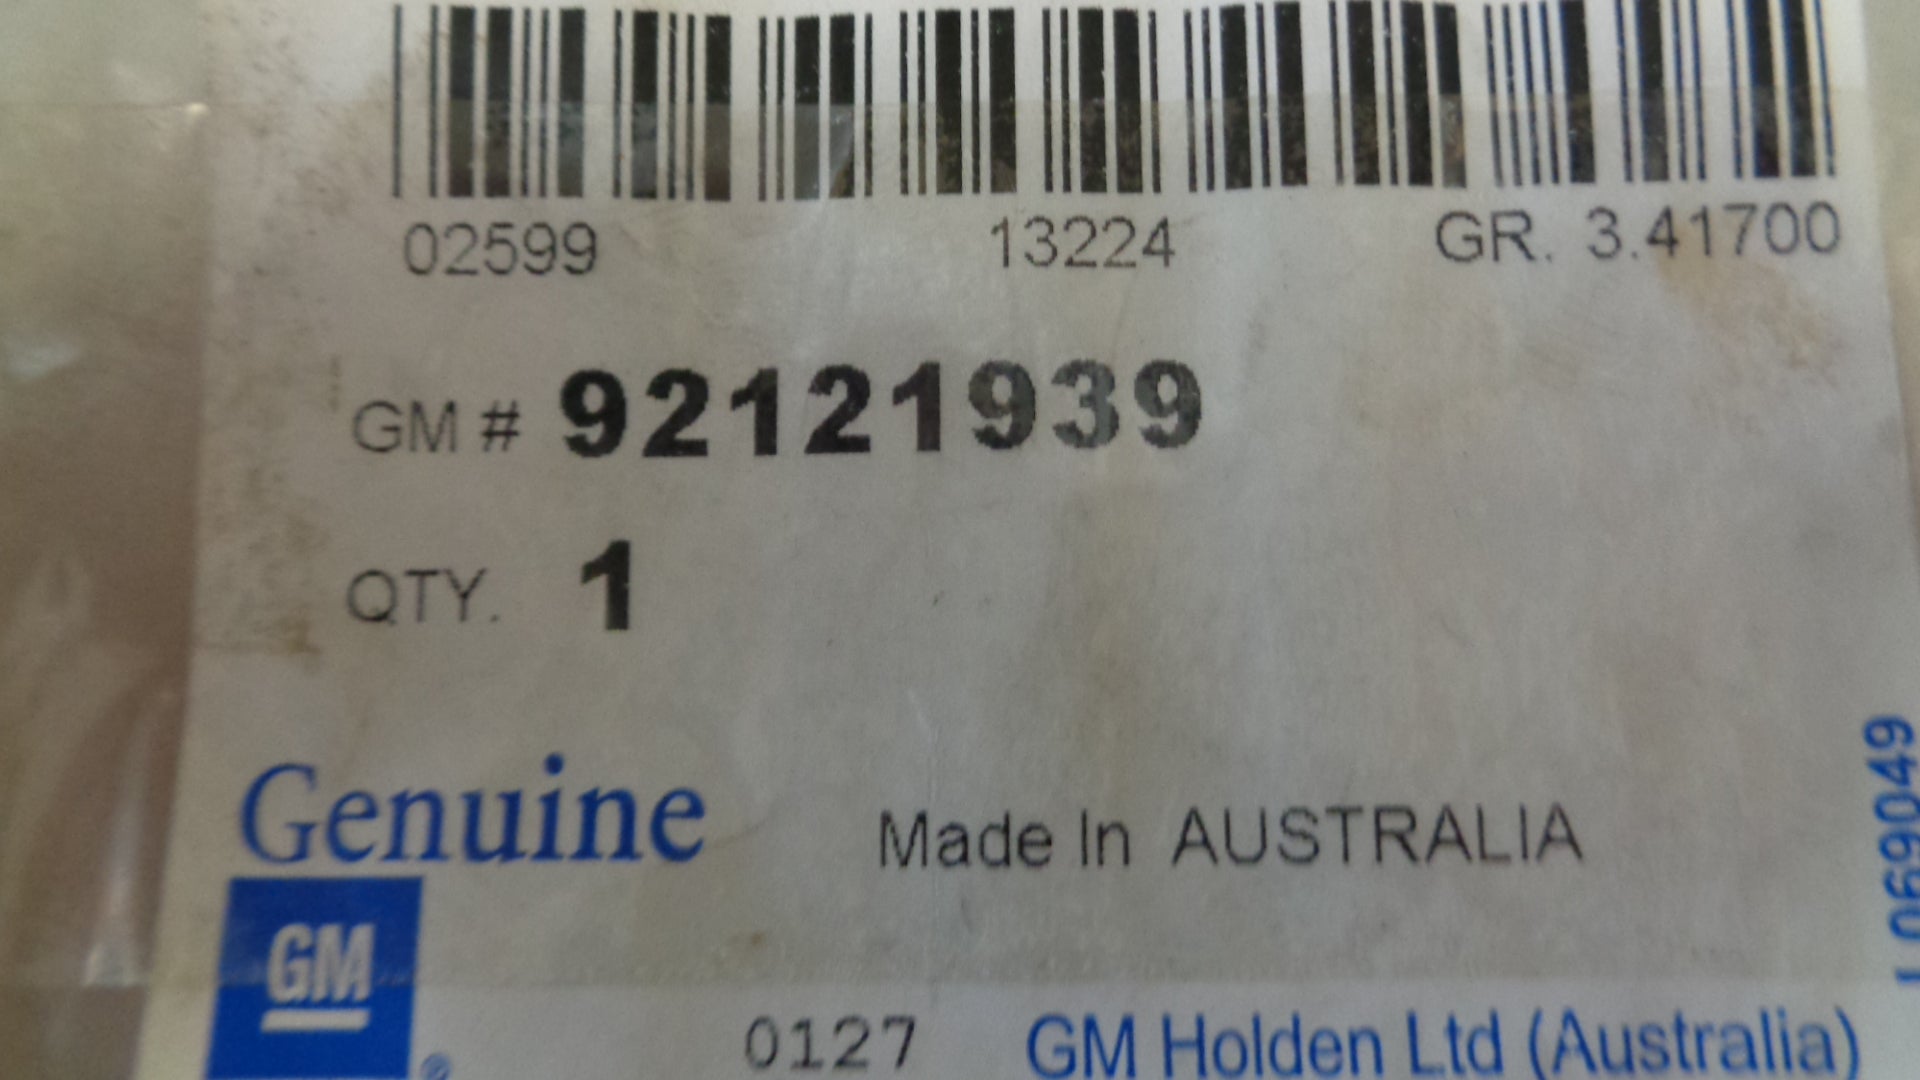 02599 13224 GR. 3.41700
GM # 92121939
QTY. 1
Genuine
Made In AUSTRALIA
GM
®
0127 GM Holden Ltd (Australia)
L069049